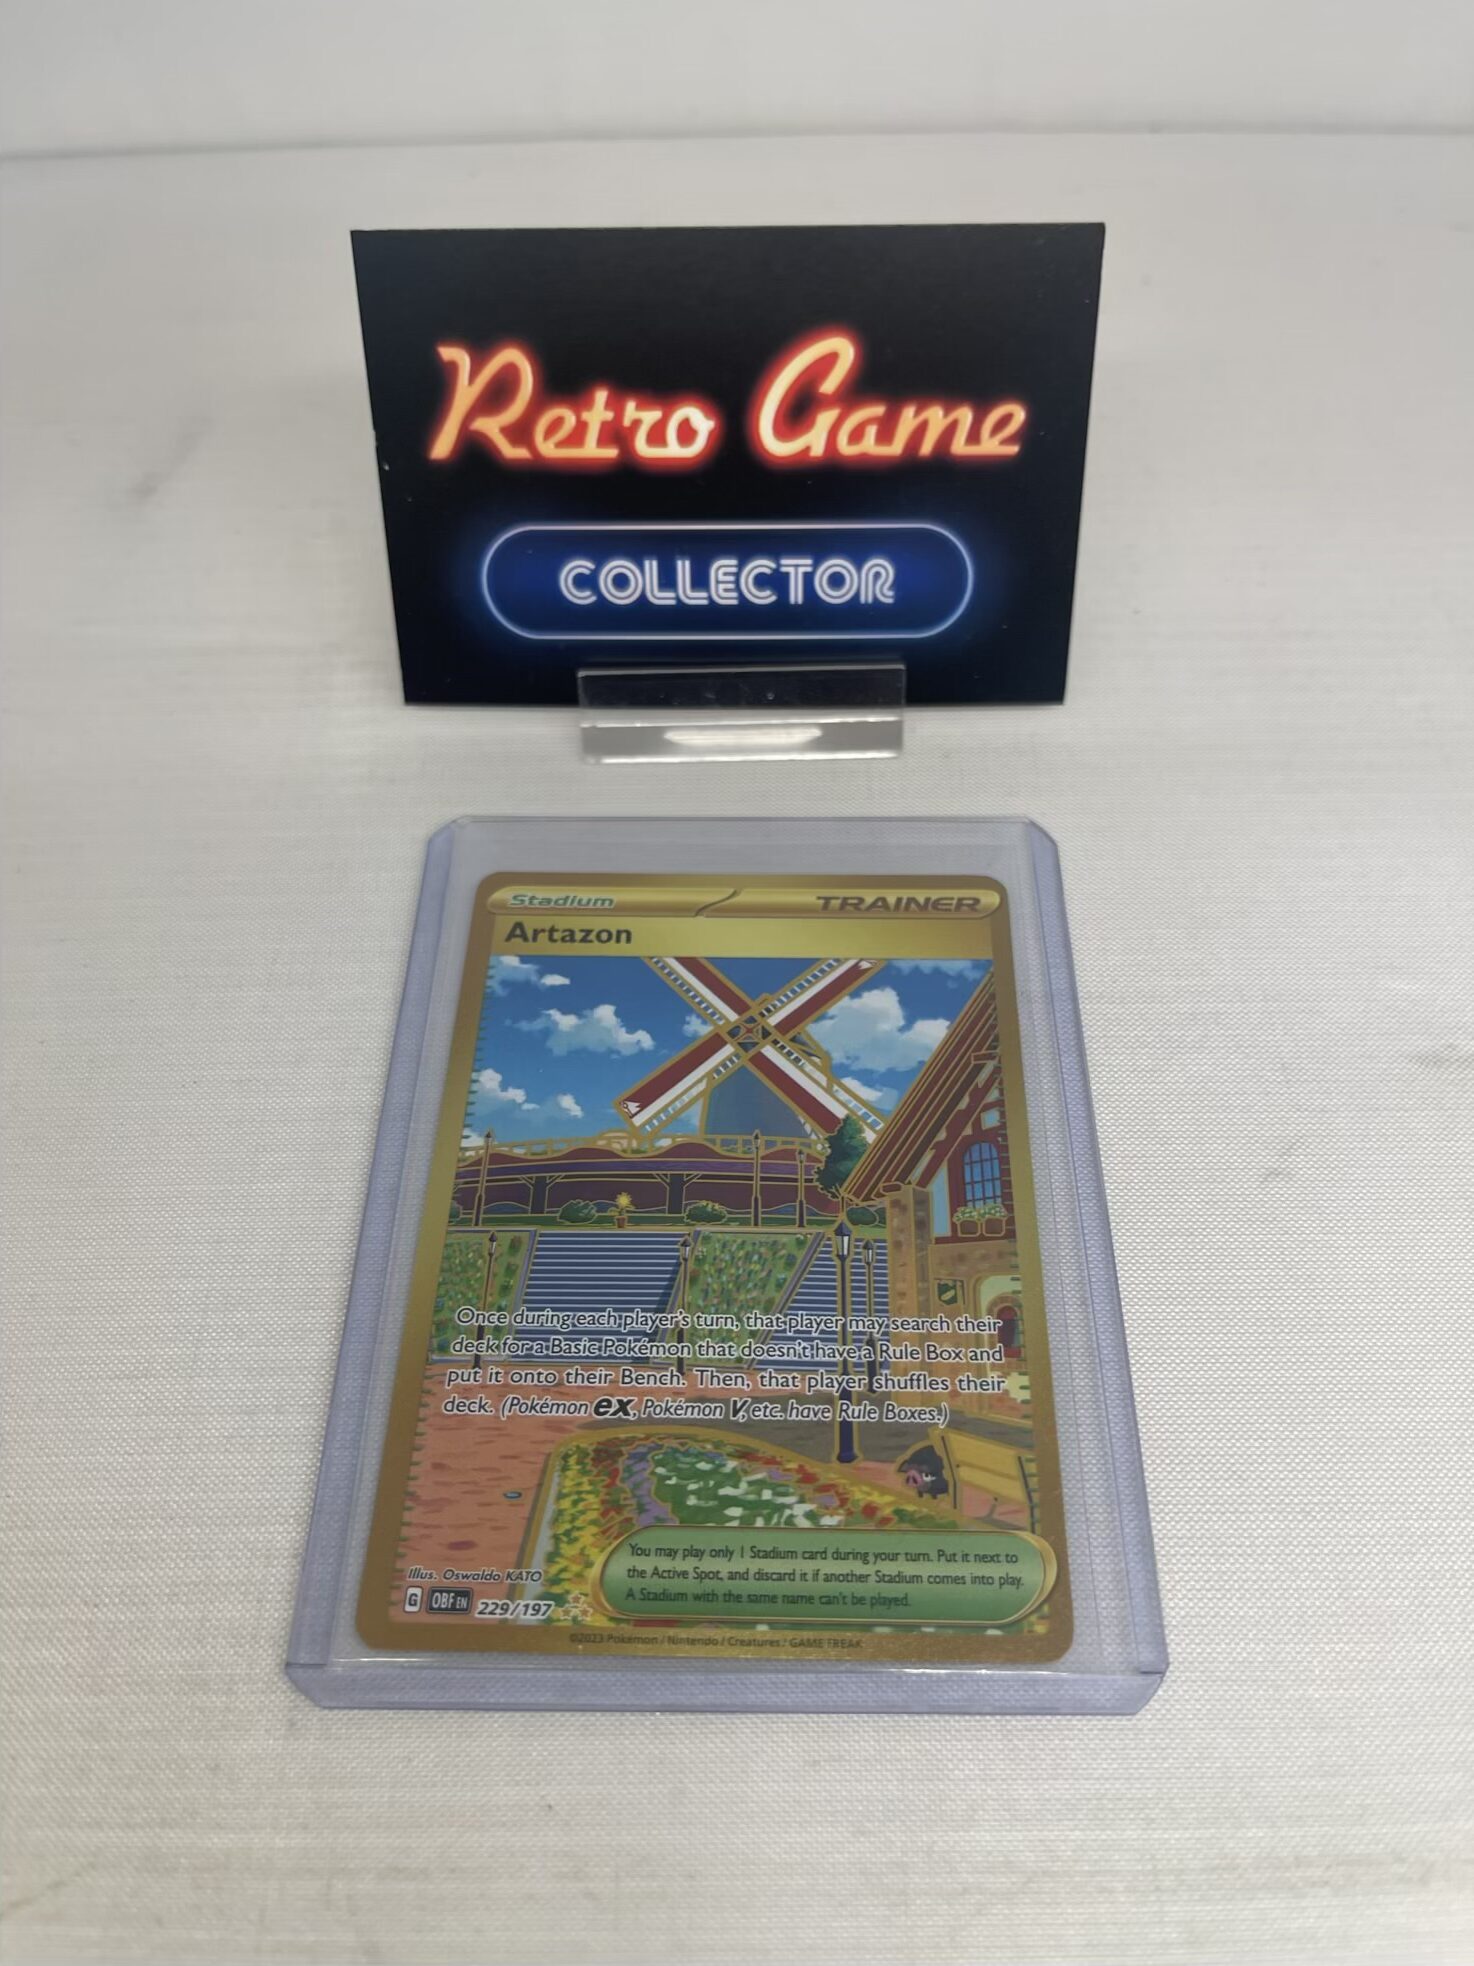 Retro Game
COLLECTOR
Stadium
TRAINER
Artazon
Once during each player's turn, that player may search their
deck for a Basic Pokémon that doesn't have a Rule Box and
put it onto their Bench. Then, that player shuffles their
deck. (Pokémon ex, Pokémon V, etc. have Rule Boxes.)
You may play only 1 Stadium card during your turn. Put it next to
the Active Spot, and discard it if another Stadium comes into play.
A Stadium with the same name can't be played.
Illus. Oswaldo KATO
G OBF EN 229/197
©2023 Pokémon / Nintendo / Creatures / GAME FREAK